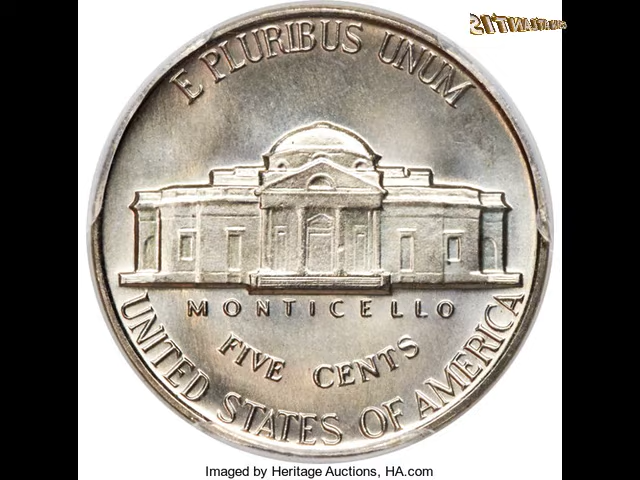 E PLURIBUS UNUM
MONTICELLO
FIVE CENTS
UNITED STATES OF AMERICA
Imaged by Heritage Auctions, HA.com